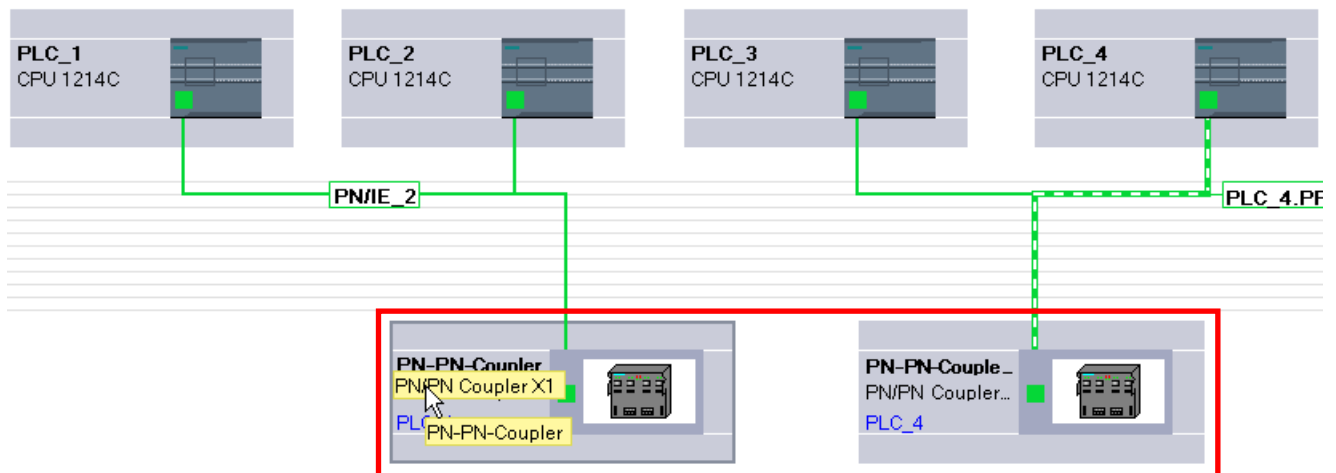 PLC_1
CPU 1214C
PLC_2
CPU 1214C
PLC_3
CPU 1214C
PLC_4
CPU 1214C
PN/IE_2
PLC_4.PF
PN-PN-Coupler
PN/PN Coupler X1
PN-PN-Coupler
PN-PN-Couple_
PN/PN Coupler...
PLC_4